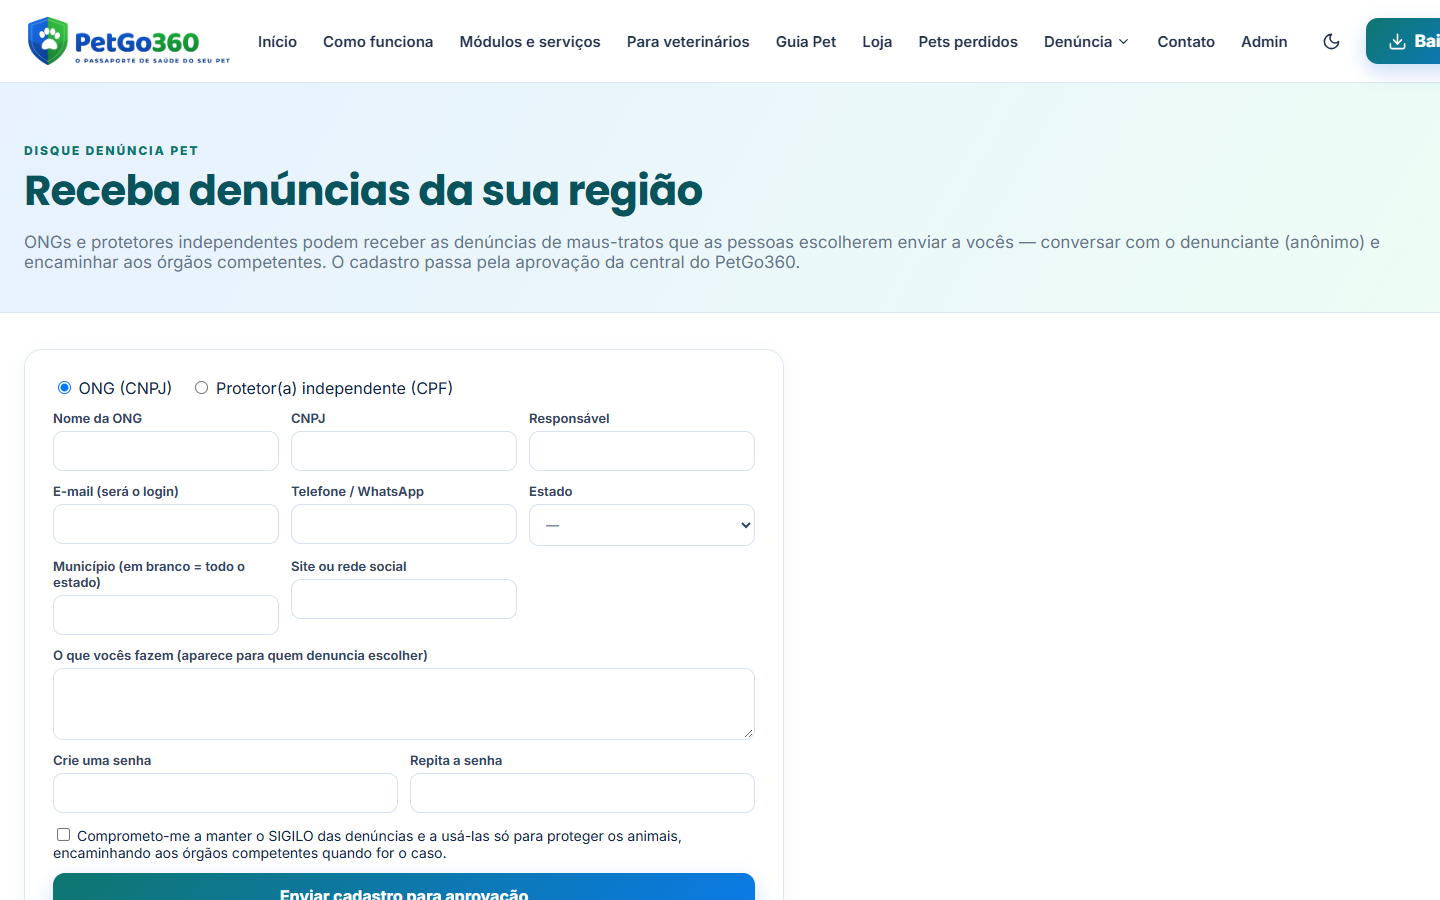 PetGo360
O PASSAPORTE DE SAÚDE DO SEU PET
Início
Como funciona
Módulos e serviços
Para veterinários
Guia Pet
Loja
Pets perdidos
Denúncia
Contato
Admin
DISQUE DENÚNCIA PET
Receba denúncias da sua região
ONGs e protetores independentes podem receber as denúncias de maus-tratos que as pessoas escolherem enviar a vocês — conversar com o denunciante (anônimo) e
encaminhar aos órgãos competentes. O cadastro passa pela aprovação da central do PetGo360.
ONG (CNPJ)
Protetor(a) independente (CPF)
Nome da ONG
CNPJ
Responsável
E-mail (será o login)
Telefone / WhatsApp
Estado
—
Município (em branco = todo o
estado)
Site ou rede social
O que vocês fazem (aparece para quem denuncia escolher)
Crie uma senha
Repita a senha
Comprometo-me a manter o SIGILO das denúncias e a usá-las só para proteger os animais,
encaminhando aos órgãos competentes quando for o caso.
Enviar cadastro para aprovação